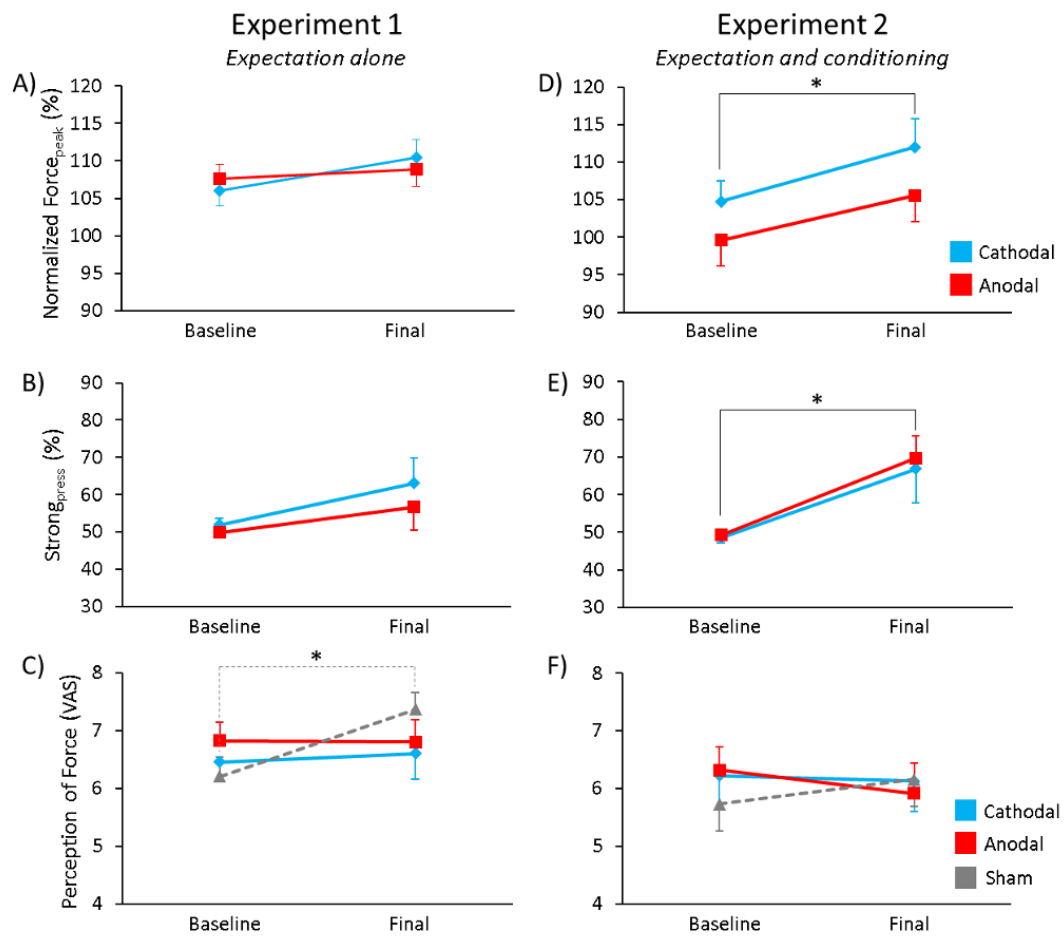 Experiment 1
Expectation alone
Experiment 2
Expectation and conditioning
A)
Normalized Forcepeak (%)
120
115
110
105
100
95
90
Baseline
Final
D)
*
120
115
110
105
100
95
90
Baseline
Final
Cathodal
Anodal
B)
Strongpress (%)
90
80
70
60
50
40
30
Baseline
Final
E)
*
90
80
70
60
50
40
30
Baseline
Final
C)
Perception of Force (VAS)
*
8
7
6
5
4
Baseline
Final
F)
8
7
6
5
4
Baseline
Final
Cathodal
Anodal
Sham